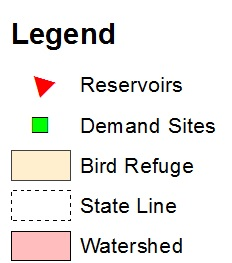 Legend
Reservoirs
Demand Sites
Bird Refuge
State Line
Watershed